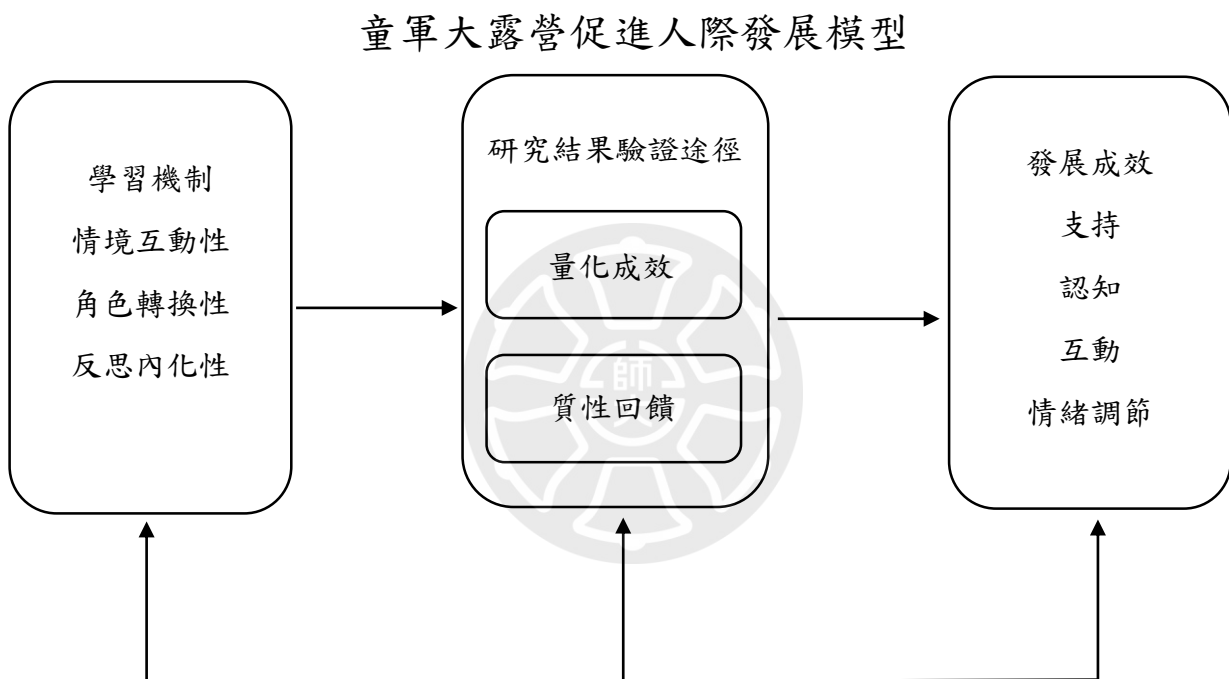 童軍大露營促進人際發展模型
學習機制
情境互動性
角色轉換性
反思內化性
研究結果驗證途徑
量化成效
質性回饋
師大
發展成效
支持
認知
互動
情緒調節